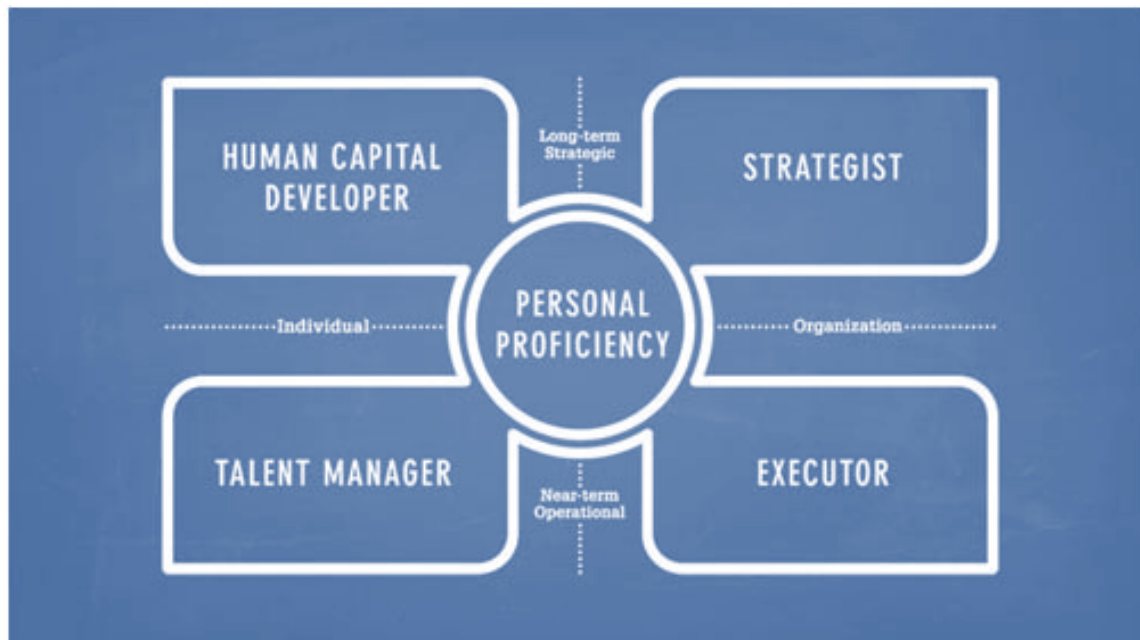 HUMAN CAPITAL
DEVELOPER
Long-term
Strategic
STRATEGIST
Individual
PERSONAL
PROFICIENCY
Organization
TALENT MANAGER
Near-term
Operational
EXECUTOR